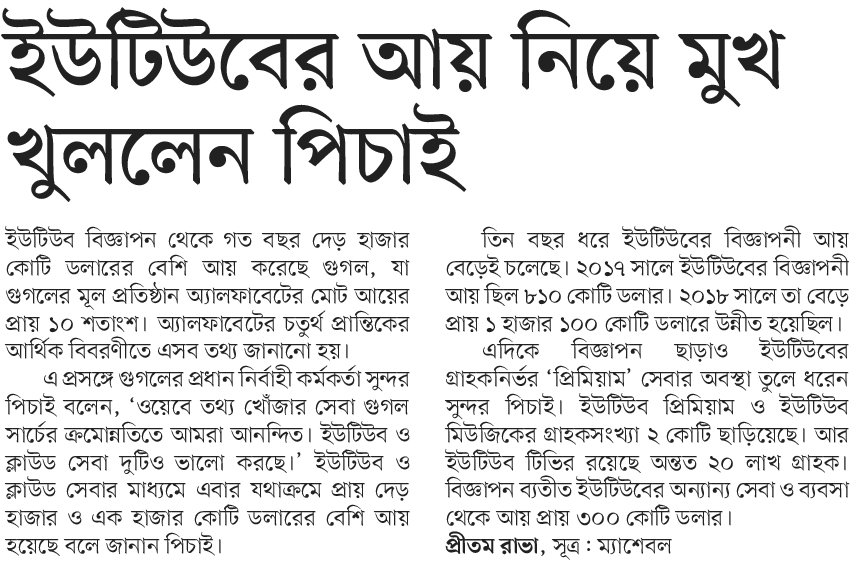 ইউটিউবের আয় নিয়ে মুখ
খুললেন পিচাই
ইউটিউব বিজ্ঞাপন থেকে গত বছর দেড় হাজার
কোটি ডলারের বেশি আয় করেছে গুগল, যা
গুগলের মূল প্রতিষ্ঠান অ্যালফাবেটের মোট আয়ের
প্রায় ১০ শতাংশ। অ্যালফাবেটের চতুর্থ প্রান্তিকের
আর্থিক বিবরণীতে এসব তথ্য জানানো হয়।
এ প্রসঙ্গে গুগলের প্রধান নির্বাহী কর্মকর্তা সুন্দর
পিচাই বলেন, ‘ওয়েবে তথ্য খোঁজার সেবা গুগল
সার্চের ক্রমোন্নতিতে আমরা আনন্দিত। ইউটিউব ও
ক্লাউড সেবা দুটিও ভালো করছে।’ ইউটিউব ও
ক্লাউড সেবার মাধ্যমে এবার যথাক্রমে প্রায় দেড়
হাজার ও এক হাজার কোটি ডলারের বেশি আয়
হয়েছে বলে জানান পিচাই।
তিন বছর ধরে ইউটিউবের বিজ্ঞাপনী আয়
বেড়েই চলেছে। ২০১৭ সালে ইউটিউবের বিজ্ঞাপনী
আয় ছিল ৮১০ কোটি ডলার। ২০১৮ সালে তা বেড়ে
প্রায় ১ হাজার ১০০ কোটি ডলারে উন্নীত হয়েছিল।
এদিকে বিজ্ঞাপন ছাড়াও ইউটিউবের
গ্রাহকনির্ভর ‘প্রিমিয়াম’ সেবার অবস্থা তুলে ধরেন
সুন্দর পিচাই। ইউটিউব প্রিমিয়াম ও ইউটিউব
মিউজিকের গ্রাহকসংখ্যা ২ কোটি ছাড়িয়েছে। আর
ইউটিউব টিভির রয়েছে অন্তত ২০ লাখ গ্রাহক।
বিজ্ঞাপন ব্যতীত ইউটিউবের অন্যান্য সেবা ও ব্যবসা
থেকে আয় প্রায় ৩০০ কোটি ডলার।
প্রীতম রাভা, সূত্র : ম্যাশেবল